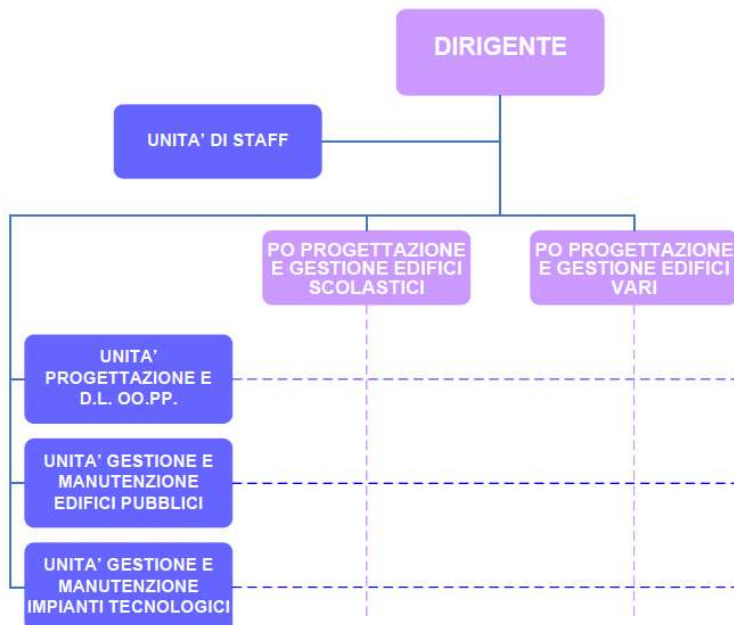 DIRIGENTE
UNITA’ DI STAFF
PO PROGETTAZIONE
E GESTIONE EDIFICI
SCOLASTICI
PO PROGETTAZIONE
E GESTIONE EDIFICI
VARI
UNITA’
PROGETTAZIONE E
D.L. OO.PP.
UNITA’ GESTIONE E
MANUTENZIONE
EDIFICI PUBBLICI
UNITA’ GESTIONE E
MANUTENZIONE
IMPIANTI TECNOLOGICI